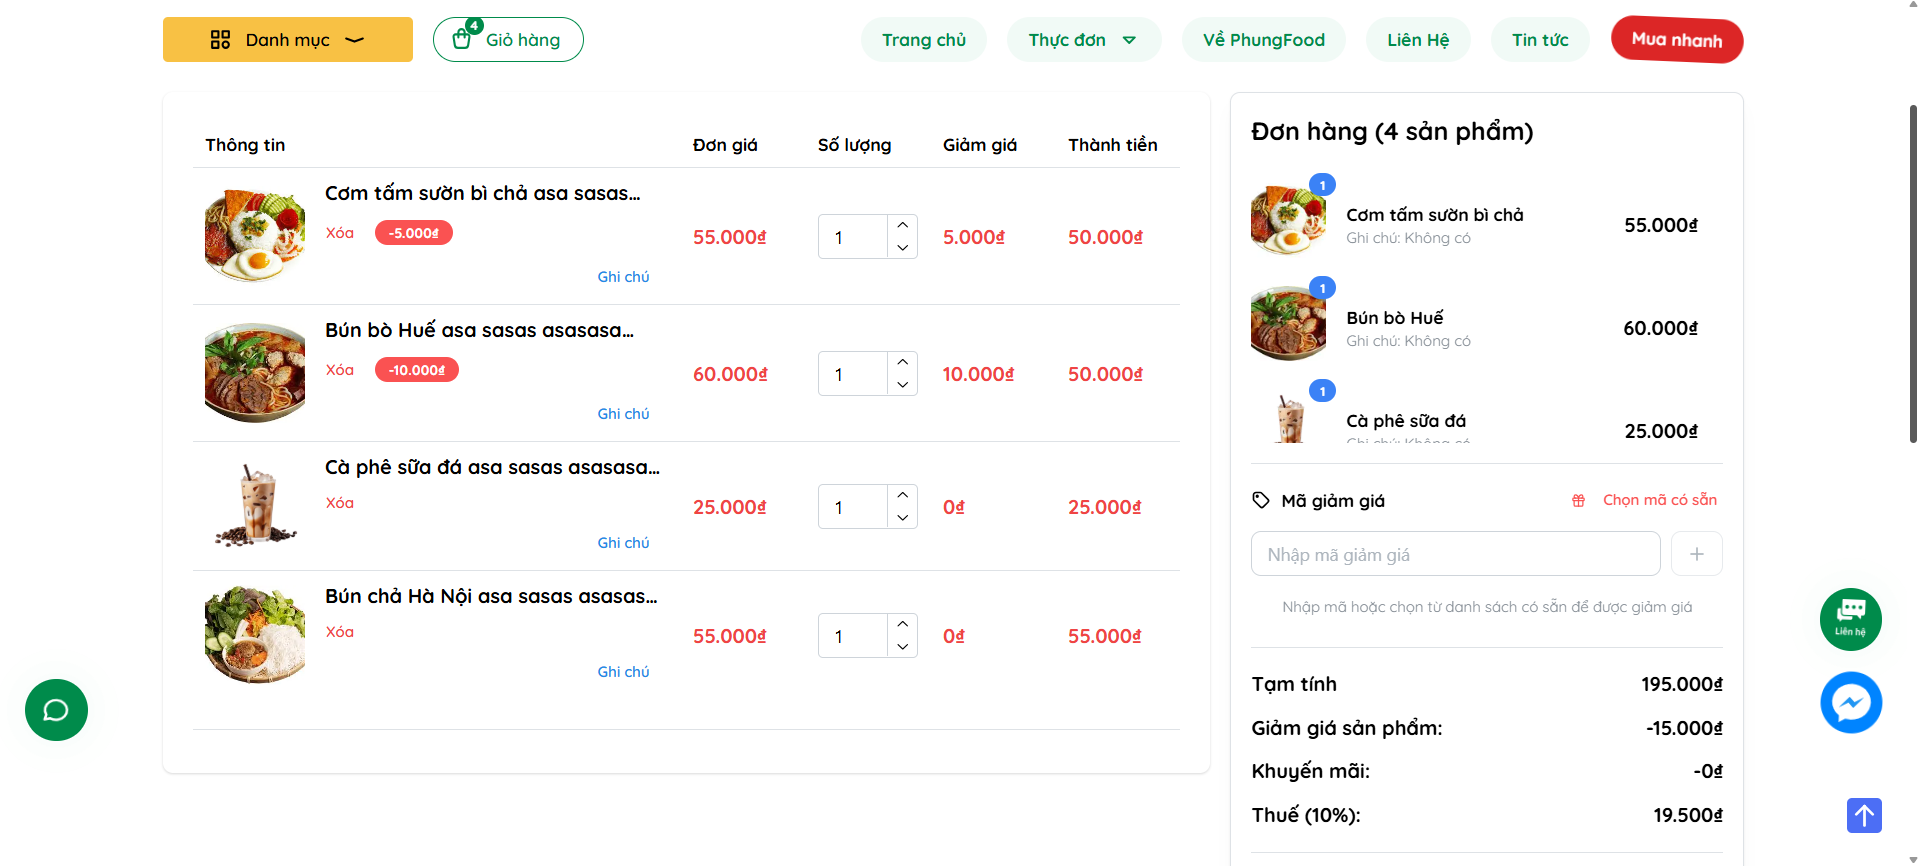 Danh mục
4
Giỏ hàng
Trang chủ
Thực đơn
Về PhungFood
Liên Hệ
Tin tức
Mua nhanh
Thông tin
Đơn giá
Số lượng
Giảm giá
Thành tiền
Cơm tấm sườn bì chả asa sasas...
Xóa
-5.000₫
Ghi chú
55.000₫
1
5.000₫
50.000₫
Bún bò Huế asa sasas asasasa...
Xóa
-10.000₫
Ghi chú
60.000₫
1
10.000₫
50.000₫
Cà phê sữa đá asa sasas asasasa...
Xóa
Ghi chú
25.000₫
1
0₫
25.000₫
Bún chả Hà Nội asa sasas asasas...
Xóa
Ghi chú
55.000₫
1
0₫
55.000₫
Đơn hàng (4 sản phẩm)
1
Cơm tấm sườn bì chả
Ghi chú: Không có
55.000₫
1
Bún bò Huế
Ghi chú: Không có
60.000₫
1
Cà phê sữa đá
Ghi chú: Không có
25.000₫
Mã giảm giá
Chọn mã có sẵn
Nhập mã giảm giá
Nhập mã hoặc chọn từ danh sách có sẵn để được giảm giá
Tạm tính
195.000₫
Giảm giá sản phẩm:
-15.000₫
Khuyến mãi:
-0₫
Thuế (10%):
19.500₫
Liên hệ